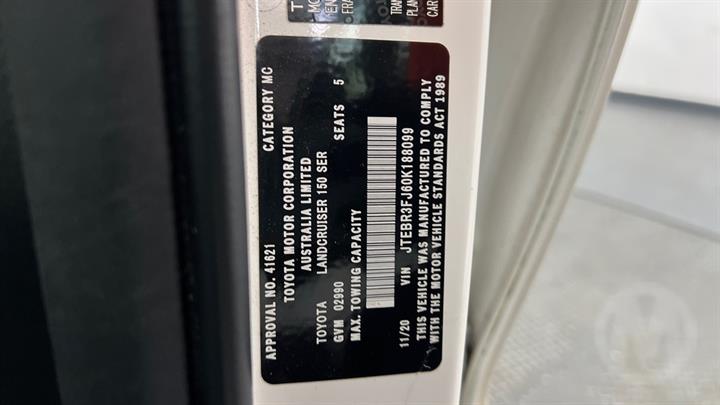 APPROVAL NO. 41621 CATEGORY MC
TOYOTA MOTOR CORPORATION
AUSTRALIA LIMITED
TOYOTA LANDCRUISER 150 SER
GVM 02990 SEATS 5
MAX. TOWING CAPACITY
11/20 VIN JTEBR3FJ60K188099
THIS VEHICLE WAS MANUFACTURED TO COMPLY
WITH THE MOTOR VEHICLE STANDARDS ACT 1989
M